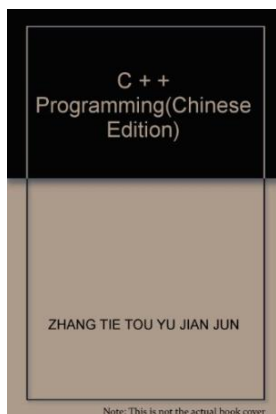 C + +
Programming(Chinese
Edition)
ZHANG TIE TOU YU JIAN JUN
Note: This is not the actual book cover